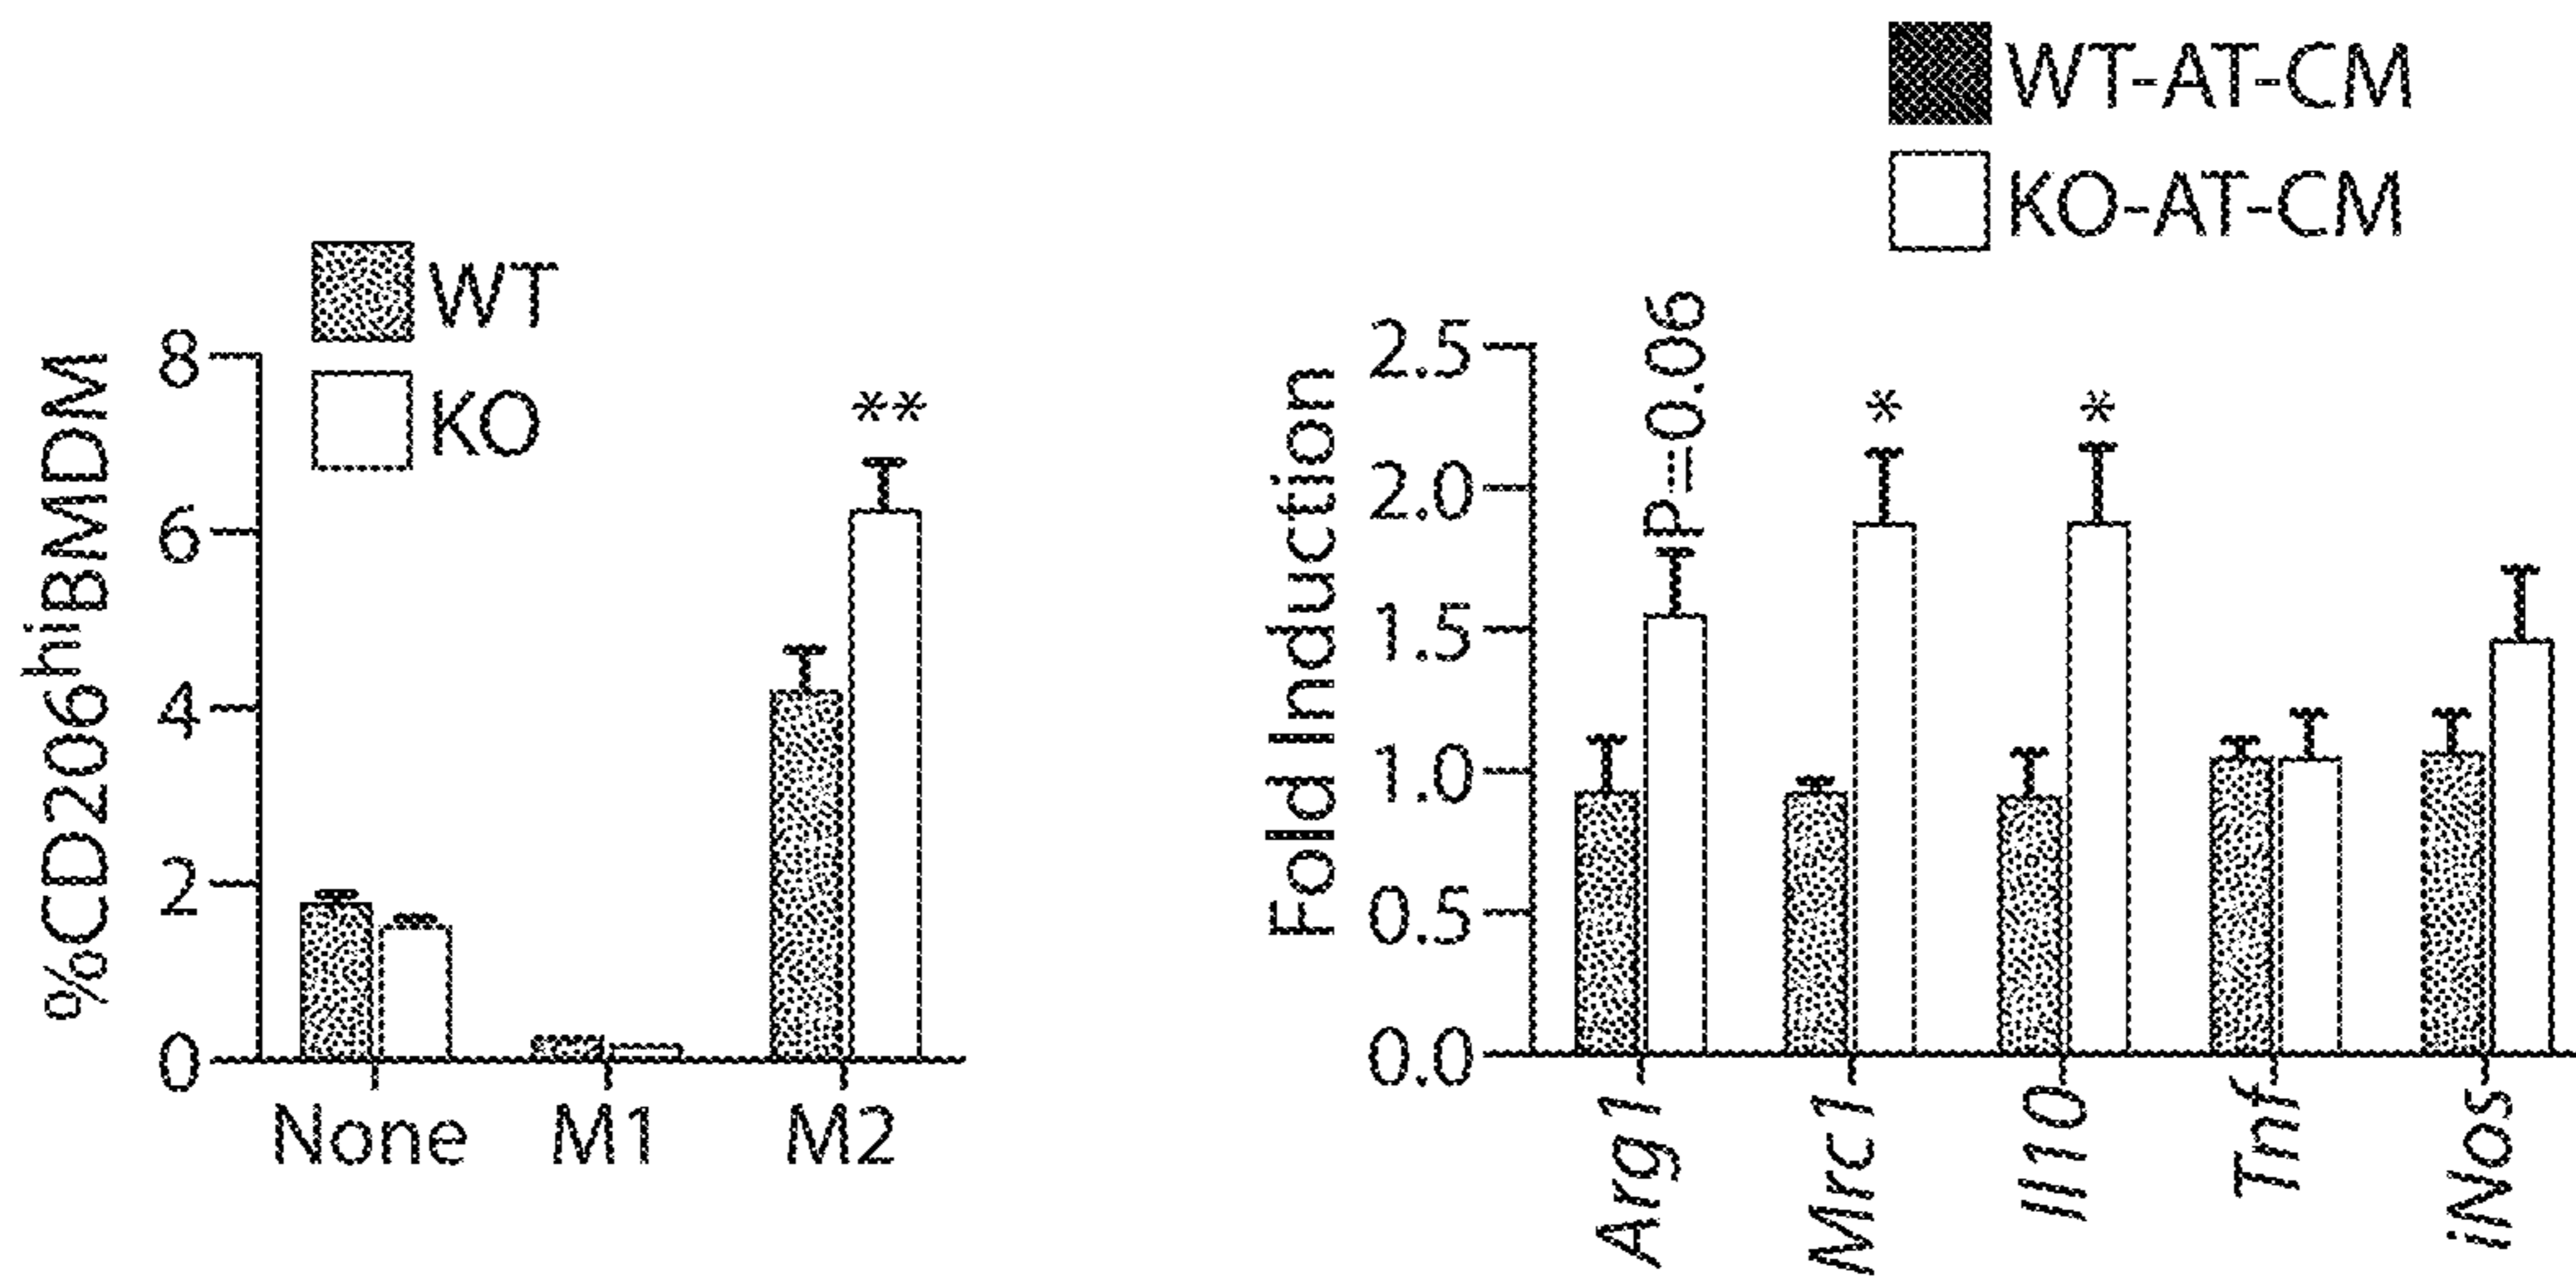 WT
KO
%CD206hiBMDM
8
6
4
2
0
**
None M1 M2
WT-AT-CM
KO-AT-CM
Fold Induction
2.5
2.0
1.5
1.0
0.5
0.0
P=0.06
* *
Arg1 Mrc1 Il10 Tnf iNos